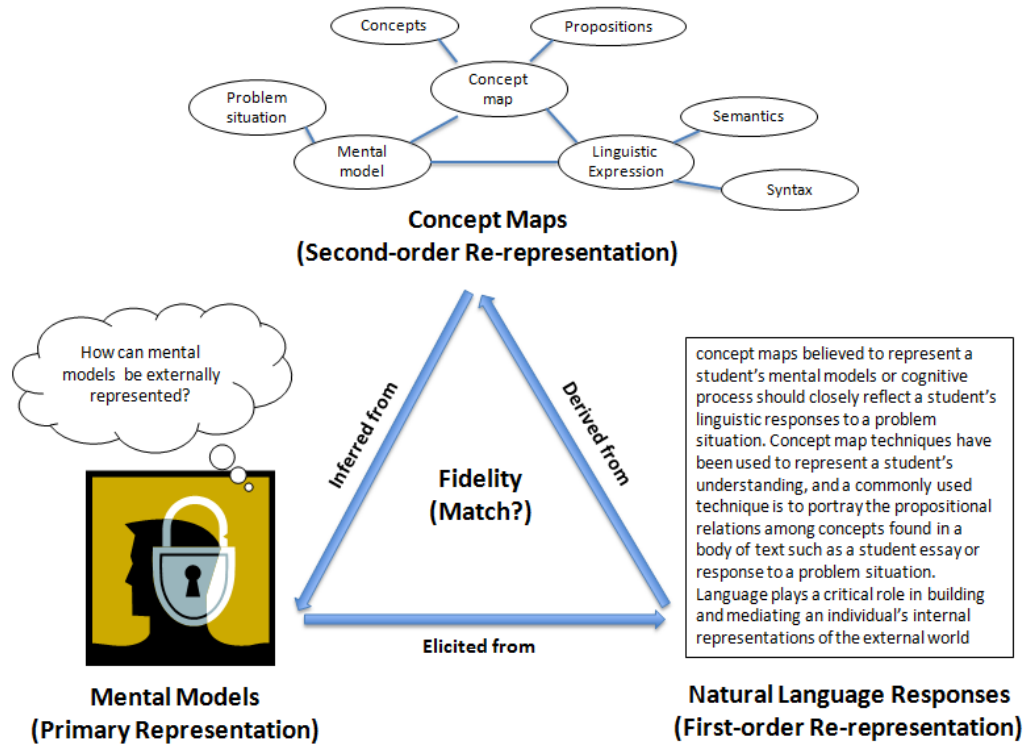 Concepts
Propositions
Concept
map
Problem
situation
Semantics
Mental
model
Linguistic
Expression
Syntax
Concept Maps
(Second-order Re-representation)
How can mental
models be externally
represented?
Inferred from
Derived from
Fidelity
(Match?)
Elicited from
concept maps believed to represent a
student's mental models or cognitive
process should closely reflect a student's
linguistic responses to a problem
situation. Concept map techniques have
been used to represent a student's
understanding, and a commonly used
technique is to portray the propositional
relations among concepts found in a
body of text such as a student essay or
response to a problem situation.
Language plays a critical role in building
and mediating an individual's internal
representations of the external world
Mental Models
(Primary Representation)
Natural Language Responses
(First-order Re-representation)